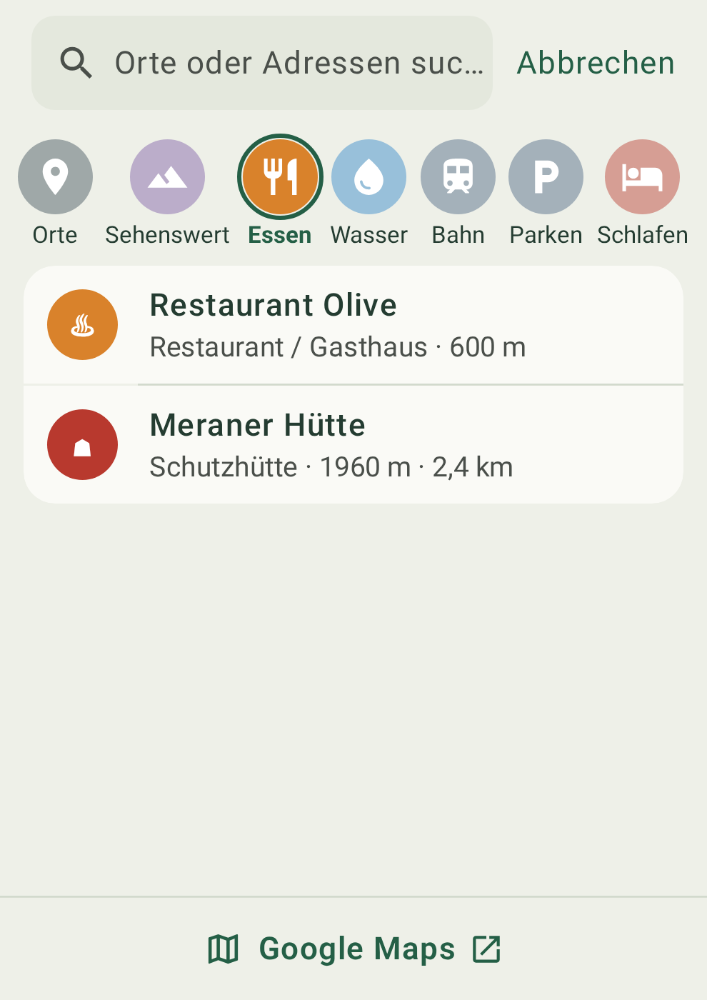 Orte oder Adressen suc…
Abbrechen
Orte
Sehenswert
Essen
Wasser
Bahn
P
Parken
Schlafen
Restaurant Olive
Restaurant / Gasthaus · 600 m
Meraner Hütte
Schutzhütte · 1960 m · 2,4 km
Google Maps